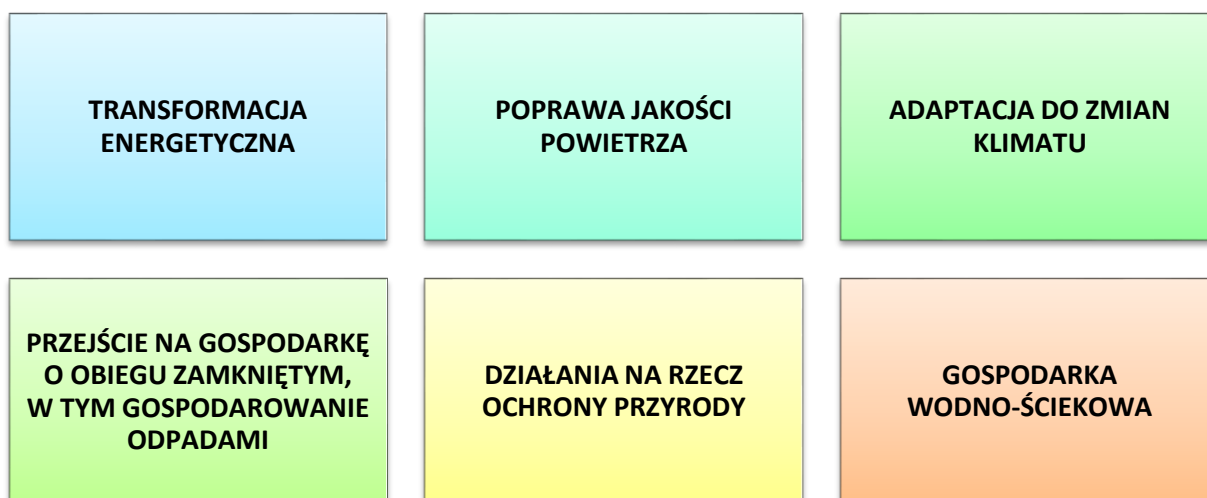 TRANSFORMACJA
ENERGETYCZNA
POPRAWA JAKOŚCI
POWIETRZA
ADAPTACJA DO ZMIAN
KLIMATU
PRZEJŚCIE NA GOSPODARKĘ
O OBIEGU ZAMKNIĘTYM,
W TYM GOSPODAROWANIE
ODPADAMI
DZIAŁANIA NA RZECZ
OCHRONY PRZYRODY
GOSPODARKA
WODNO-ŚCIEKOWA